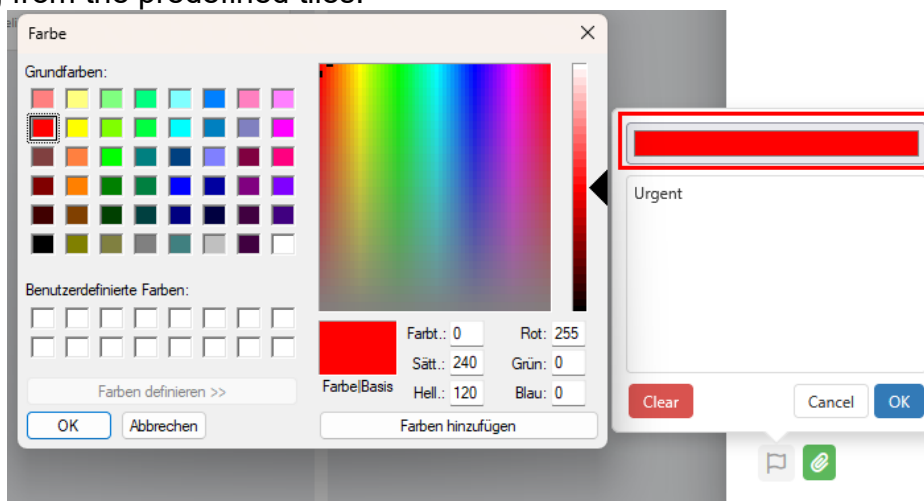 from the predefined tiles.
Farbe
Grundfarben:
Benutzerdefinierte Farben:
Farben definieren >>
OK
Abbrechen
Farbe|Basis
Farbt.: 0
Rot: 255
Sätt.: 240
Grün: 0
Hell.: 120
Blau: 0
Farben hinzufügen
Urgent
Clear
Cancel
OK